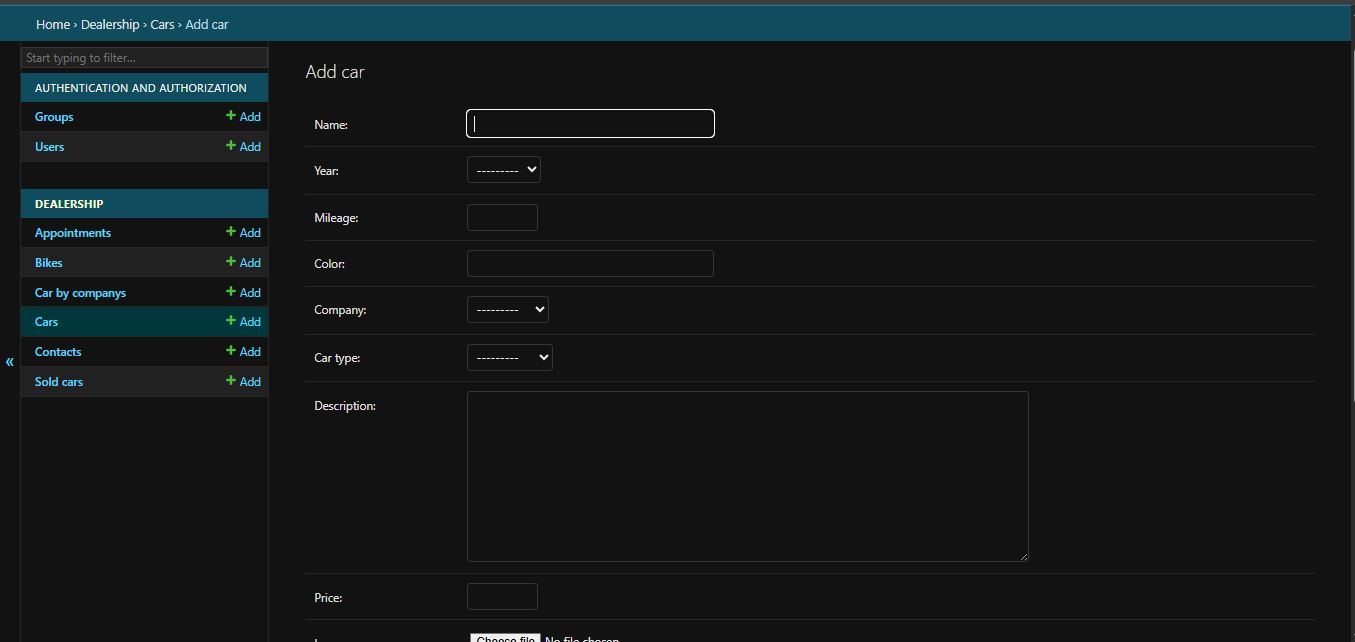 Home › Dealership › Cars › Add car
Start typing to filter...
AUTHENTICATION AND AUTHORIZATION
Groups + Add
Users + Add
DEALERSHIP
Appointments + Add
Bikes + Add
Car by companys + Add
Cars + Add
Contacts + Add
Sold cars + Add
«
Add car
Name:
Year: ---------
Mileage:
Color:
Company: ---------
Car type: ---------
Description:
Price:
Choose file No file chosen